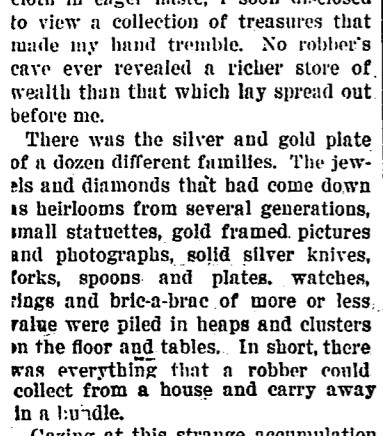 cloth in eager haste, I soon disclosed
to view a collection of treasures that
made my hand tremble. No robber's
cave ever revealed a richer store of
wealth than that which lay spread out
before me.
There was the silver and gold plate
of a dozen different families. The jew-
els and diamonds that had come down
as heirlooms from several generations,
small statuettes, gold framed pictures
and photographs, solid silver knives,
forks, spoons and plates, watches,
rings and bric-a-brac of more or less
value were piled in heaps and clusters
on the floor and tables. In short, there
was everything that a robber could
collect from a house and carry away
in a bundle.
Gazing at this strange accumulation